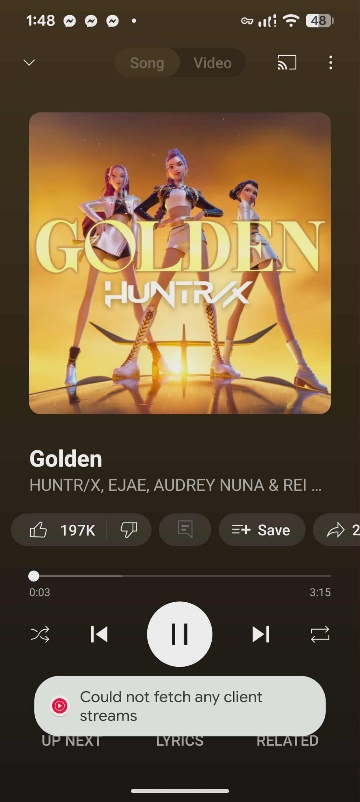 1:48
48
Song Video
GOLDEN
HUNTR/X
Golden
HUNTR/X, EJAE, AUDREY NUNA & REI ...
197K Save 2
0:03 3:15
Could not fetch any client
streams
UP NEXT LYRICS RELATED